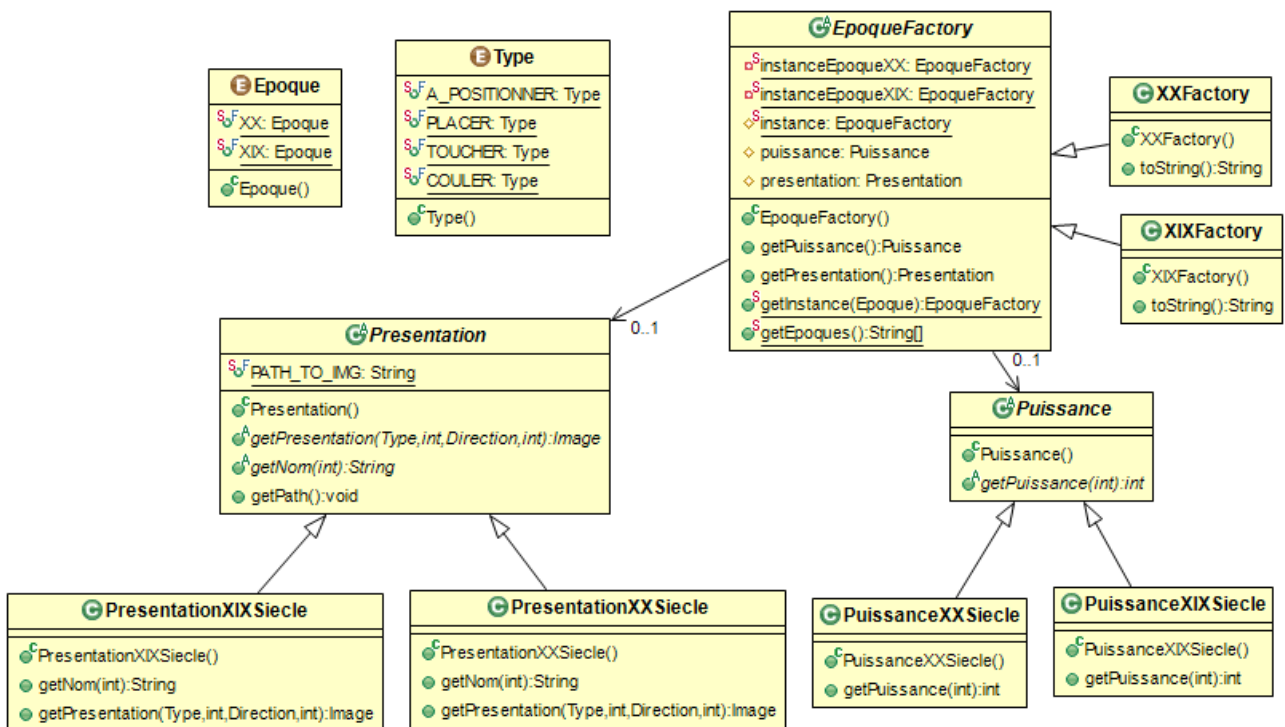 Epoque
XX: Epoque
XIX: Epoque
Epoque()
Type
A_POSITIONNER: Type
PLACER: Type
TOUCHER: Type
COULER: Type
Type()
EpoqueFactory
instanceEpoqueXX: EpoqueFactory
instanceEpoqueXIX: EpoqueFactory
instance: EpoqueFactory
puissance: Puissance
presentation: Presentation
EpoqueFactory()
getPuissance():Puissance
getPresentation():Presentation
getInstance(Epoque):EpoqueFactory
getEpoques():String[]
XXFactory
XXFactory()
toString():String
XIXFactory
XIXFactory()
toString():String
0..1
0..1
Presentation
PATH_TO_IMG: String
Presentation()
getPresentation(Type,int,Direction,int):Image
getNom(int):String
getPath():void
Puissance
Puissance()
getPuissance(int):int
PresentationXIXSiecle
PresentationXIXSiecle()
getNom(int):String
getPresentation(Type,int,Direction,int):Image
PresentationXXSiecle
PresentationXXSiecle()
getNom(int):String
getPresentation(Type,int,Direction,int):Image
PuissanceXXSiecle
PuissanceXXSiecle()
getPuissance(int):int
PuissanceXIXSiecle
PuissanceXIXSiecle()
getPuissance(int):int